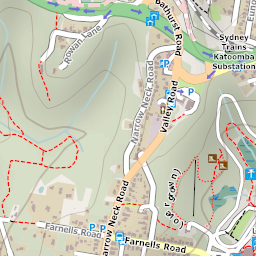 Bathurst Road
Rowan Lane
Sydney
Trains
Katoomba
Substation
Narrow Neck Road
Valley Road
(overgrown)
P
P P
Narrow Neck Road
Farnells Road
Farnells Road